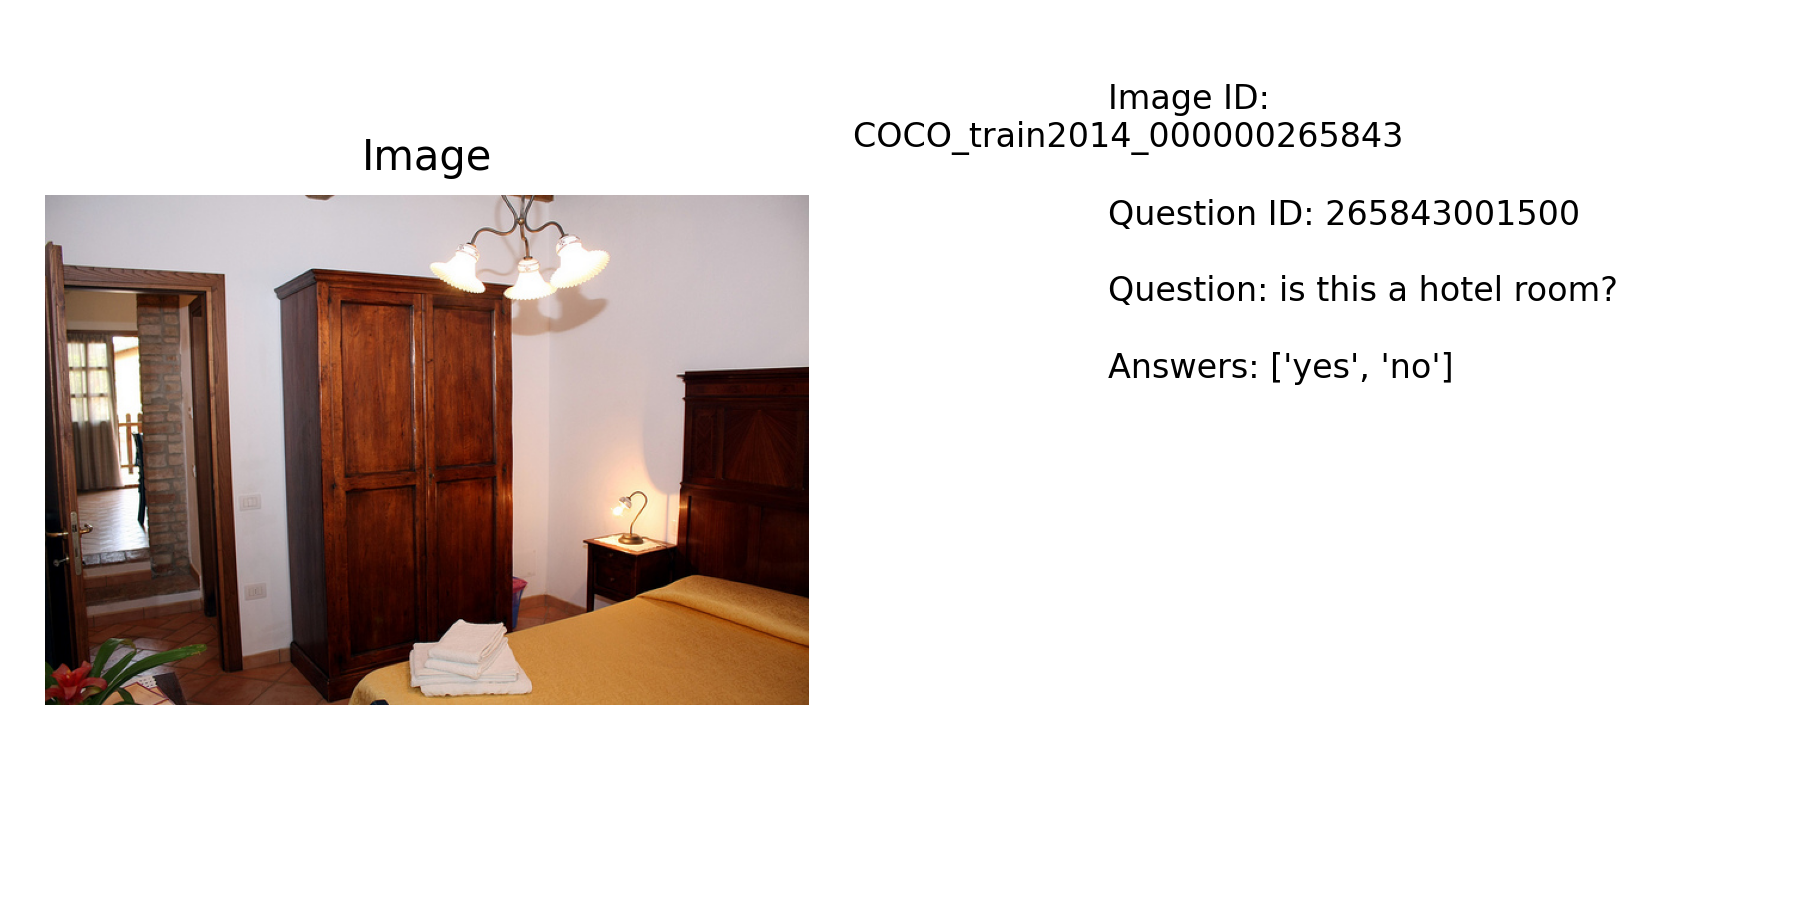 Image
Image ID:
COCO_train2014_000000265843
Question ID: 265843001500
Question: is this a hotel room?
Answers: ['yes', 'no']